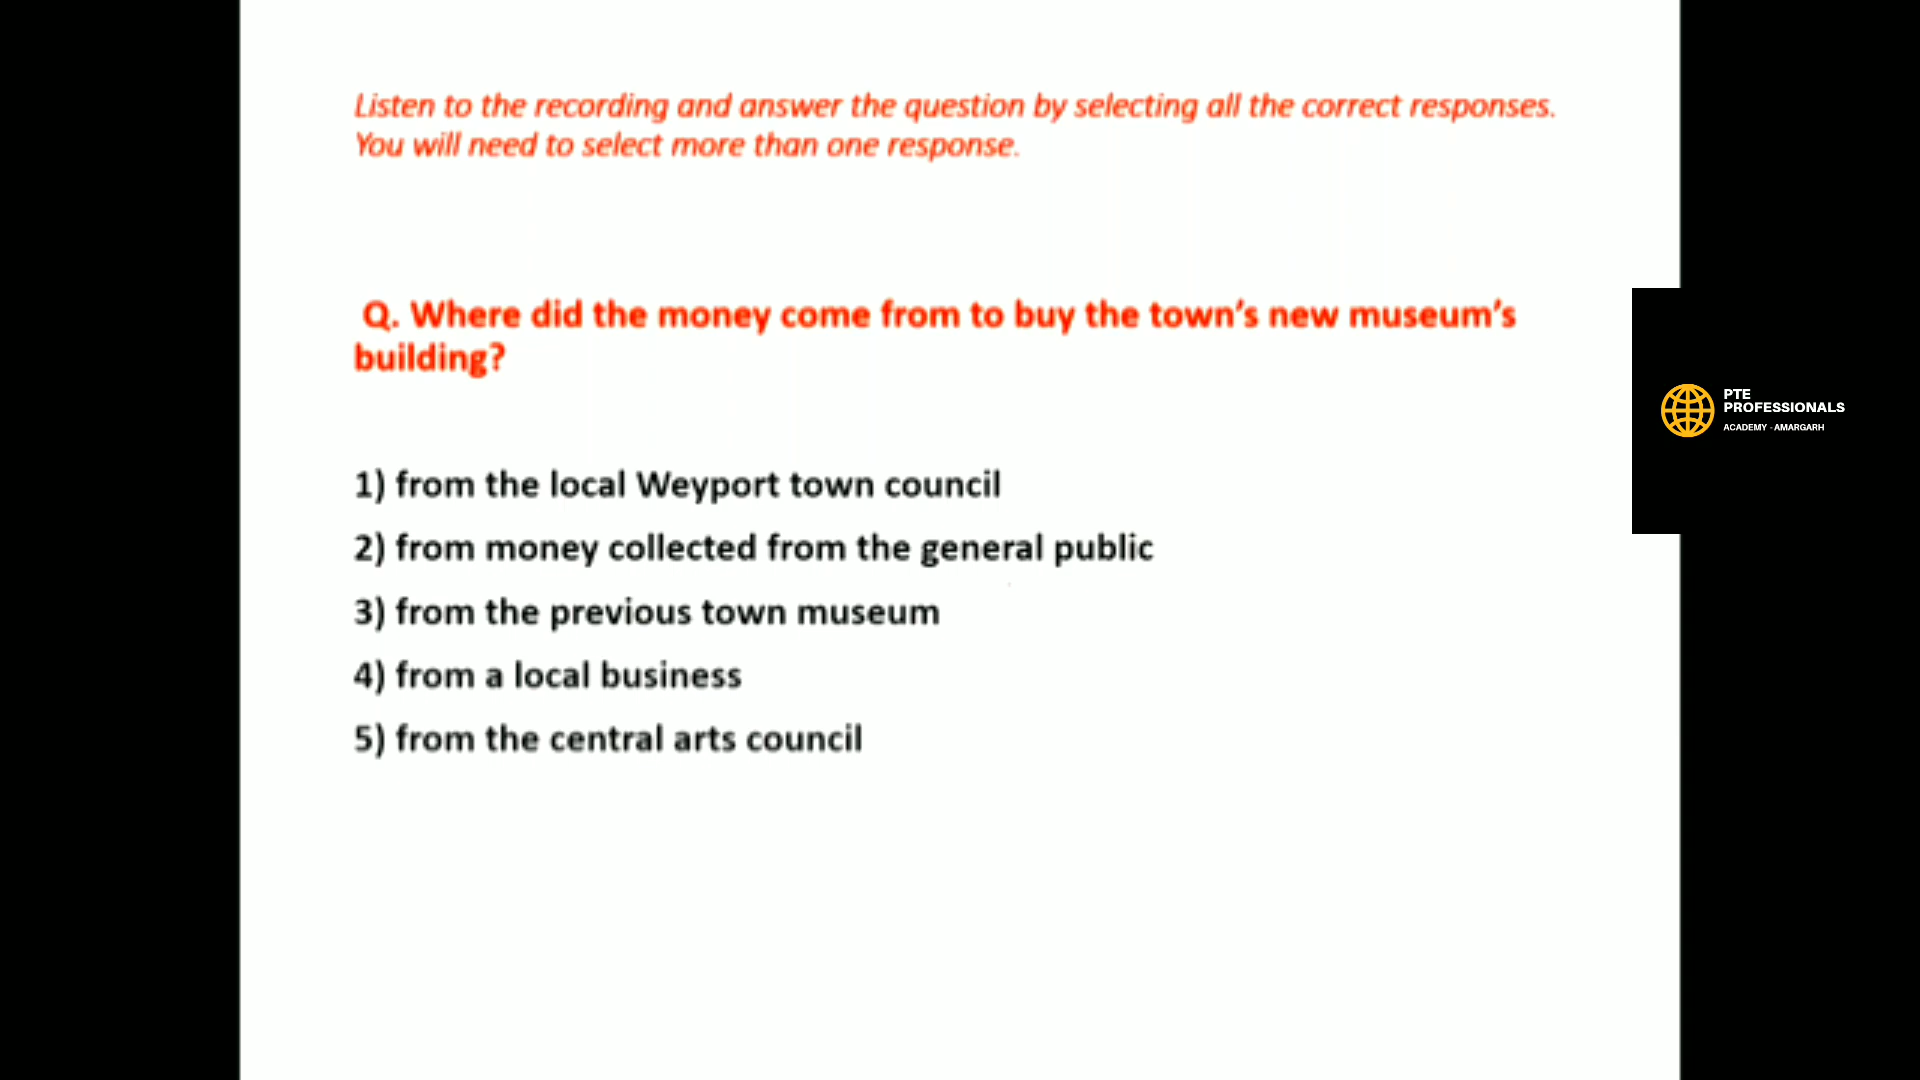 Listen to the recording and answer the question by selecting all the correct responses.
You will need to select more than one response.
Q. Where did the money come from to buy the town’s new museum’s
building?
1) from the local Weyport town council
2) from money collected from the general public
3) from the previous town museum
4) from a local business
5) from the central arts council
PTE
PROFESSIONALS
ACADEMY - AMARGARH